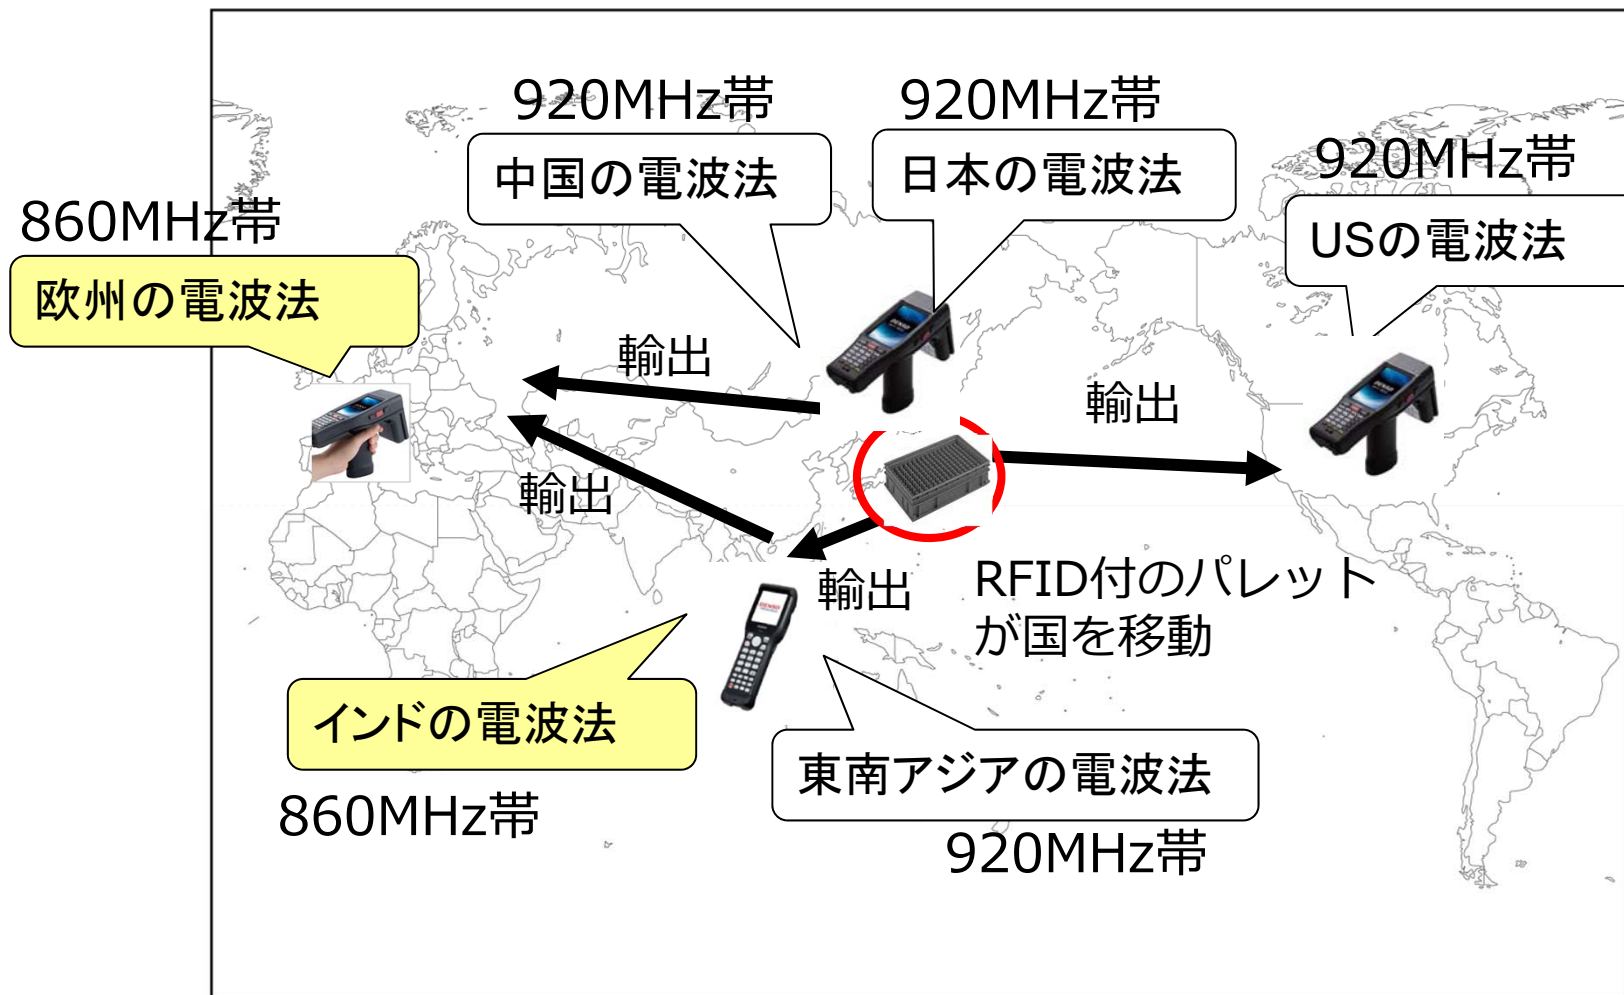 920MHz帯
920MHz帯
中国の電波法
日本の電波法
920MHz帯
USの電波法
860MHz帯
欧州の電波法
輸出
輸出
輸出
輸出
RFID付のパレット
が国を移動
インドの電波法
860MHz帯
東南アジアの電波法
920MHz帯